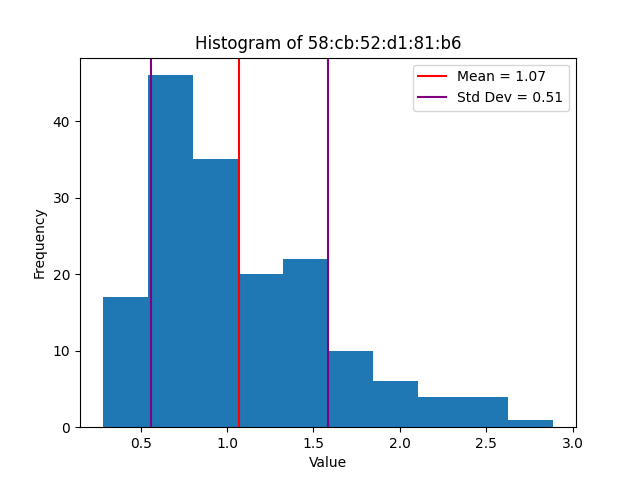 Histogram of 58:cb:52:d1:81:b6
Mean = 1.07
Std Dev = 0.51
Frequency
40
30
20
10
0
0.5 1.0 1.5 2.0 2.5 3.0
Value